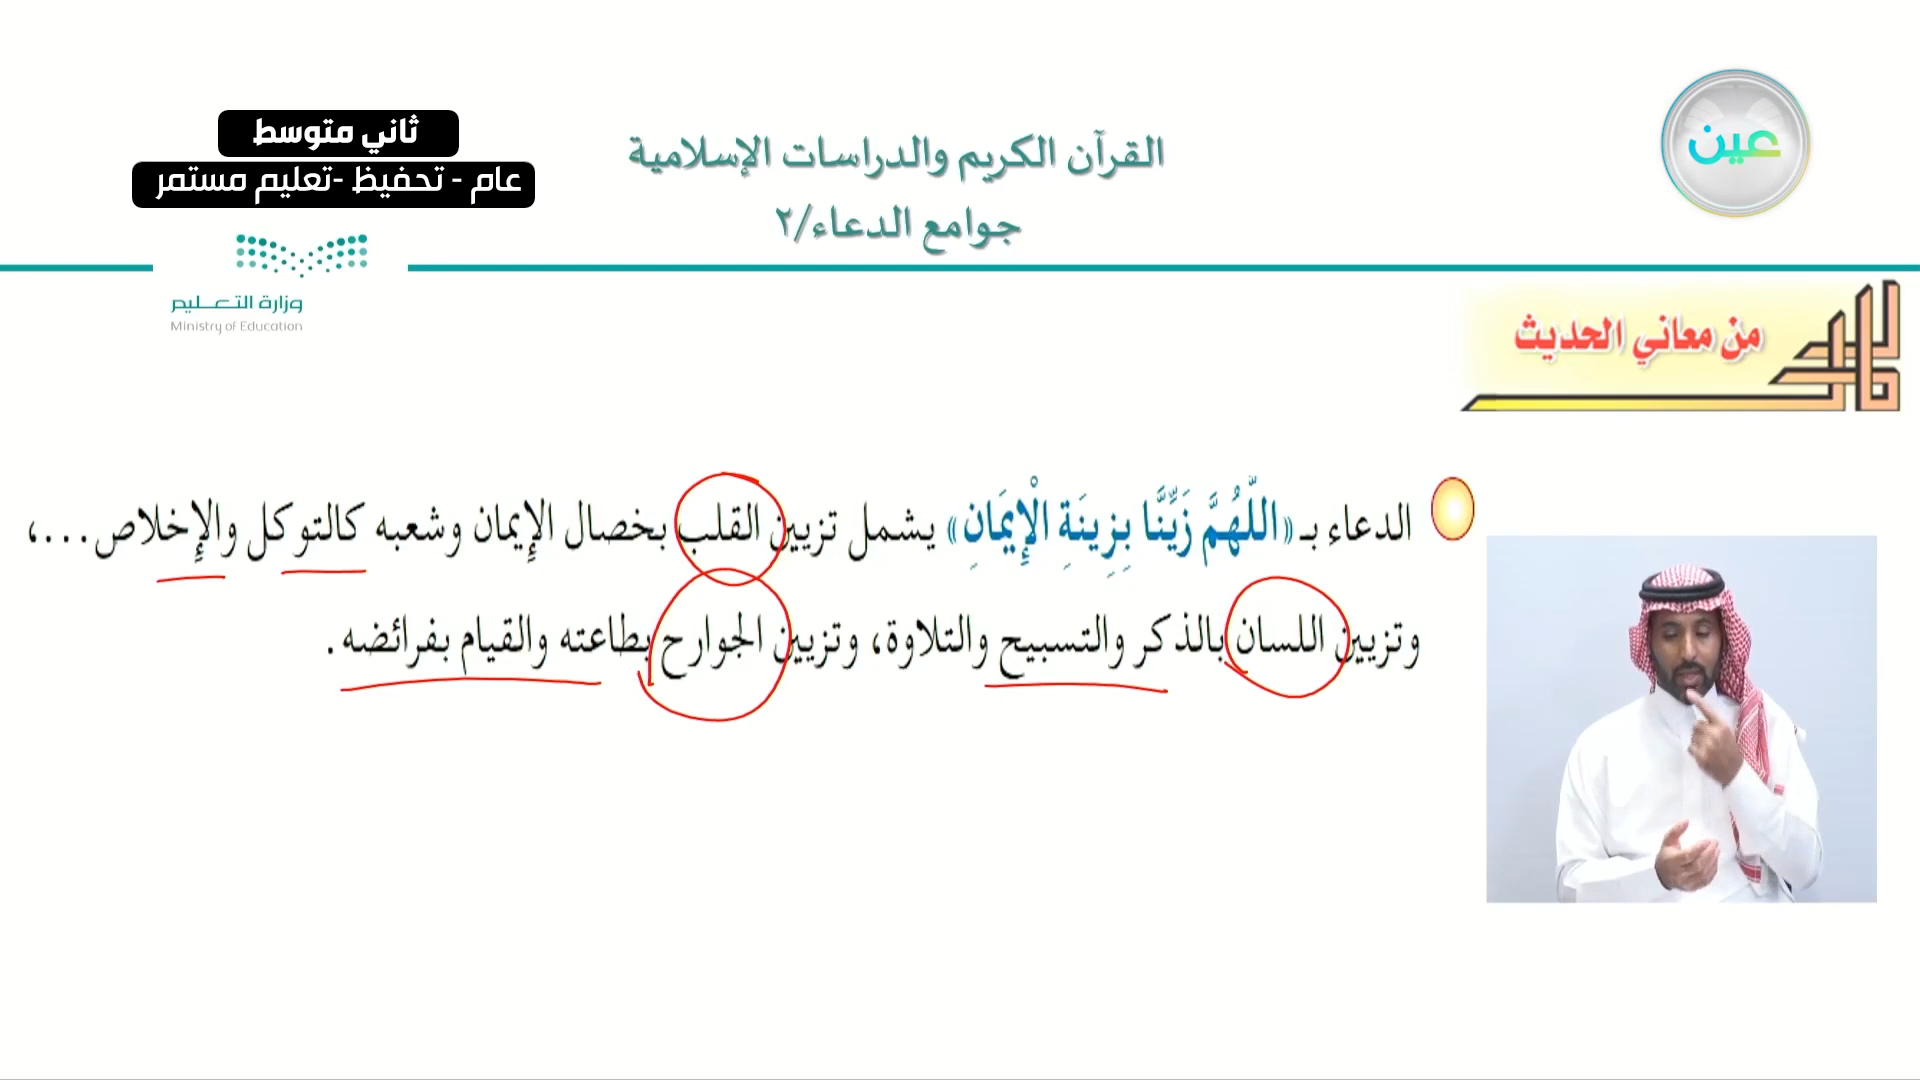 عين
القرآن الكريم والدراسات الإسلامية
جوامع الدعاء/٢
ثاني متوسط
عام - تحفيظ -تعليم مستمر
وزارة التعليم
Ministry of Education
من معاني الحديث
الدعاء بـ «اللَّهُمَّ زَيِّنَّا بِزِينَةِ الْإِيمَانِ» يشمل تزيين القلب بخصال الإيمان وشعبه كالتوكل والإخلاص...،
وتزيين اللسان بالذكر والتسبيح والتلاوة، وتزيين الجوارح بطاعته والقيام بفرائضه.